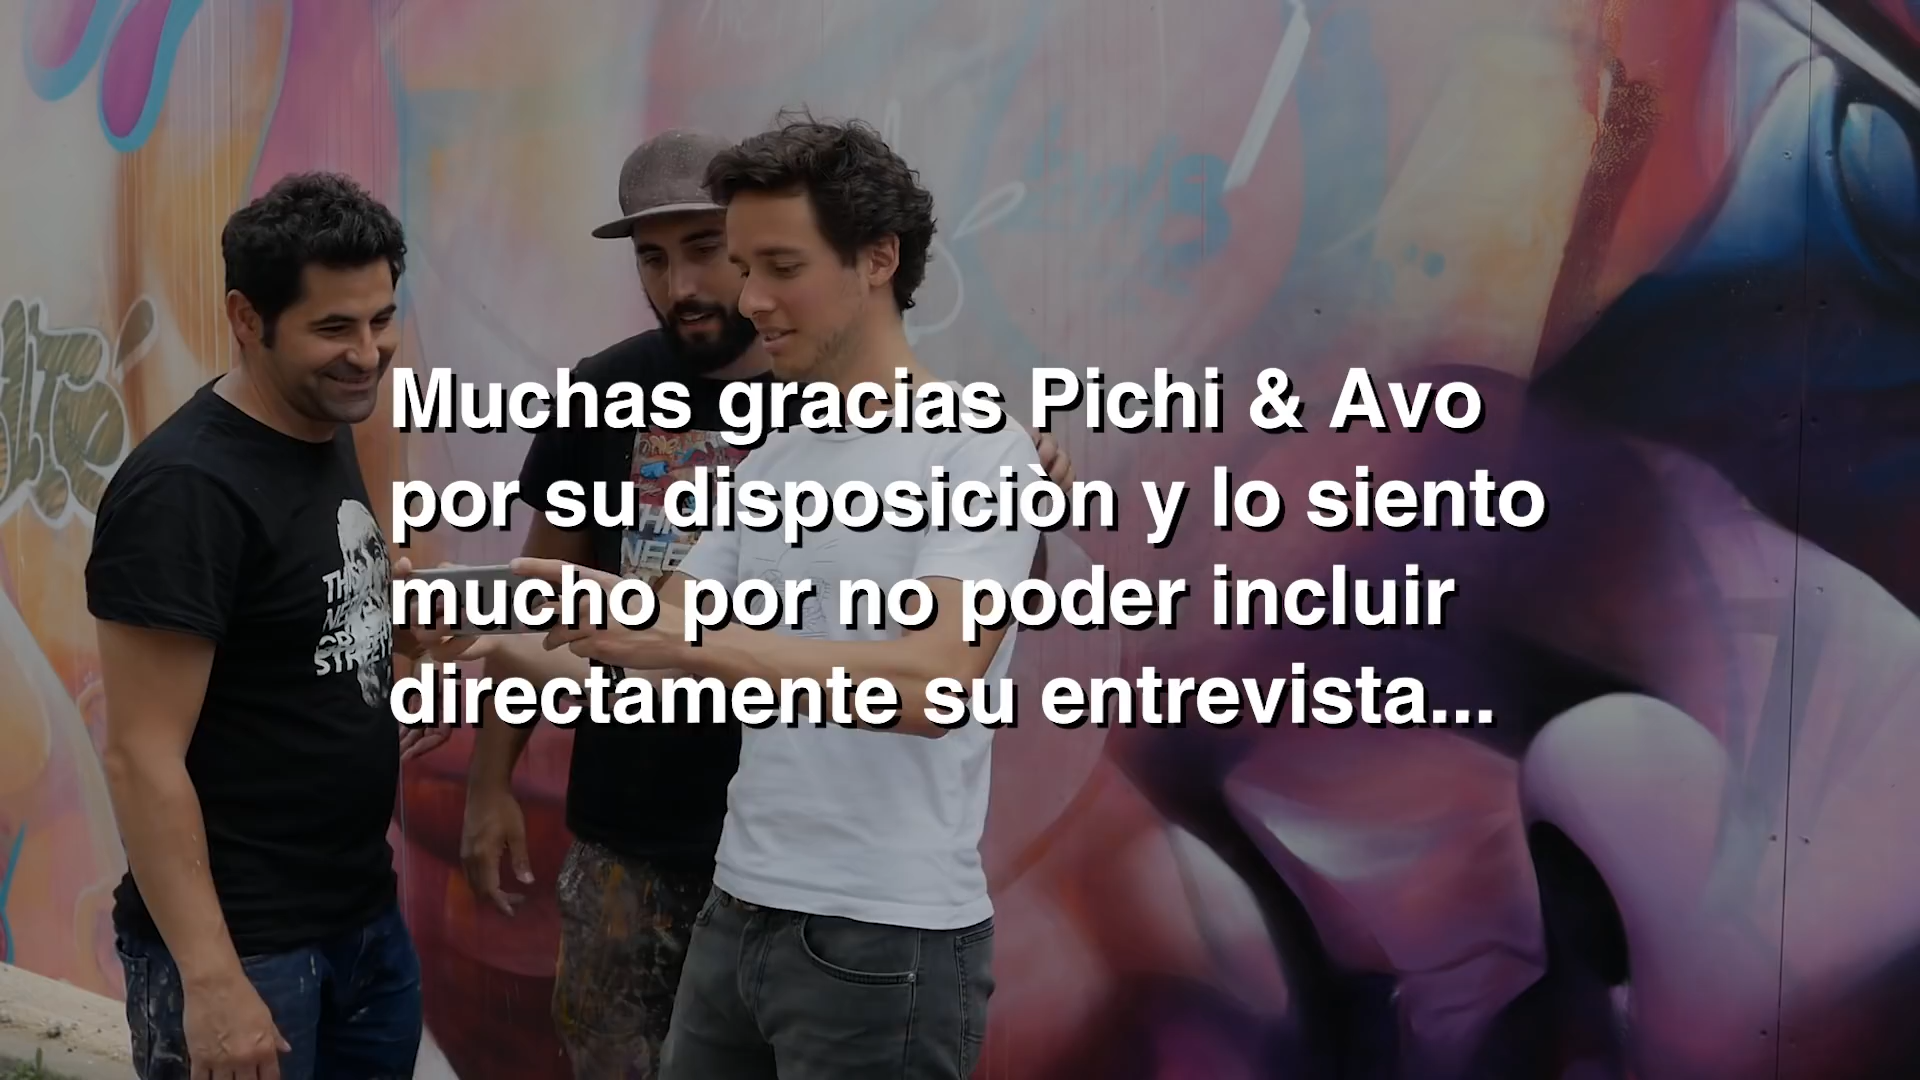 Muchas gracias Pichi & Avo
por su disposiciòn y lo siento
mucho por no poder incluir
directamente su entrevista...